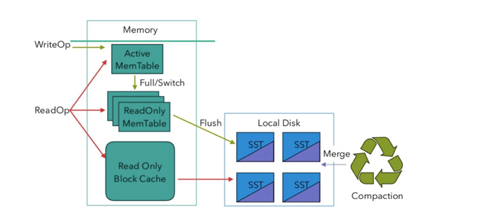 Memory
WriteOp
Active
MemTable
Full/Switch
ReadOp
ReadOnly
MemTable
Flush
Local Disk
SST
SST
Merge
Read Only
Block Cache
SST
SST
Compaction